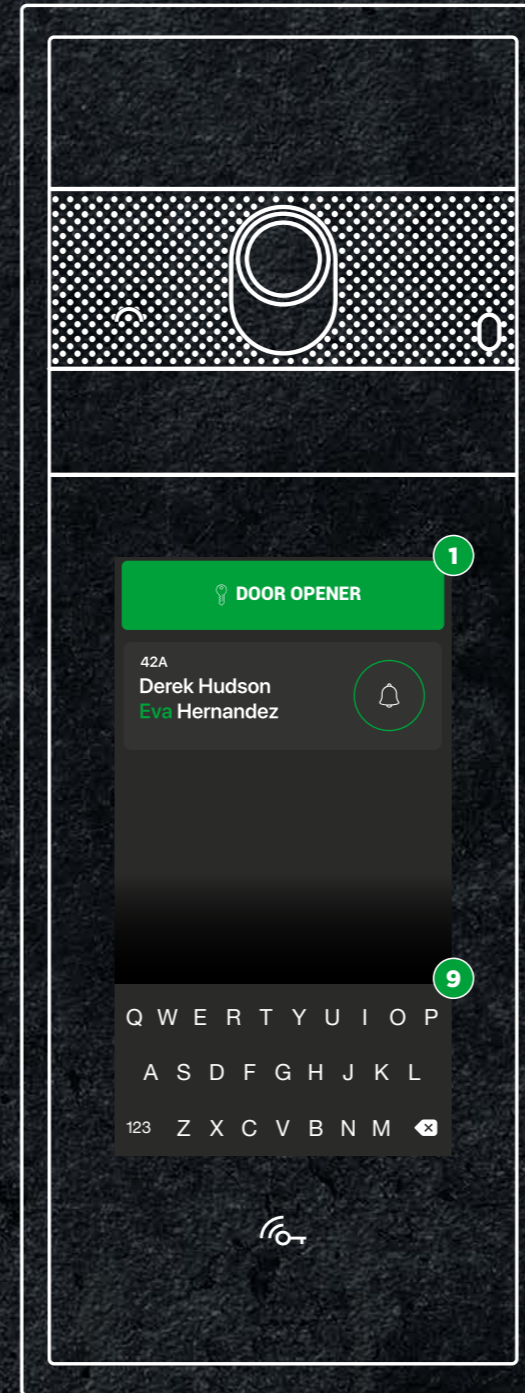 1
DOOR OPENER
42A
Derek Hudson
Eva Hernandez
9
Q W E R T Y U I O P
A S D F G H J K L
123 Z X C V B N M